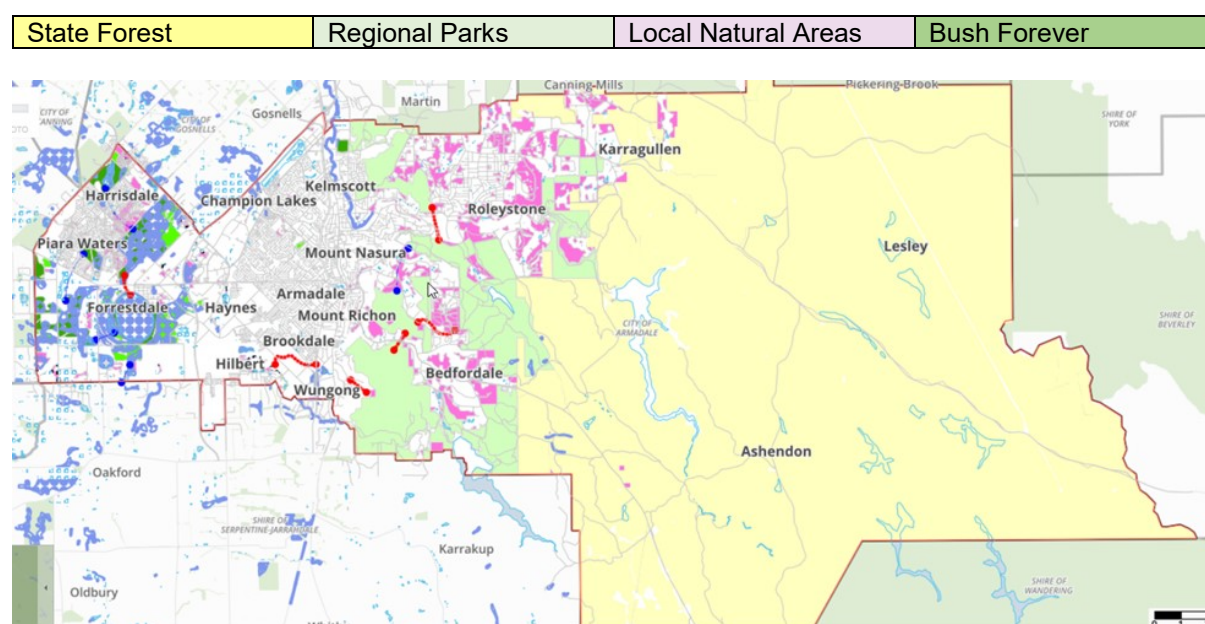 State Forest Regional Parks Local Natural Areas Bush Forever
Canning-Mills Pickering-Brook
Martin
Gosnells
CITY OF
GOSNELLS
SHIRE OF
YORK
Karragullen
Harrisdale
Kelmscott
Champion Lakes
Roleystone
Piara Waters
Mount Nasura
Lesley
Armadale
Forrestdale
Haynes
Mount Richon
CITY OF
ARMADALE
SHIRE OF
BEVERLEY
Brookdale
Hilbert
Bedfordale
Wungong
Ashendon
Oakford
SHIRE OF
SERPENTINE-JARRAHDALE
Karrakup
SHIRE OF
WANDERING
Oldbury